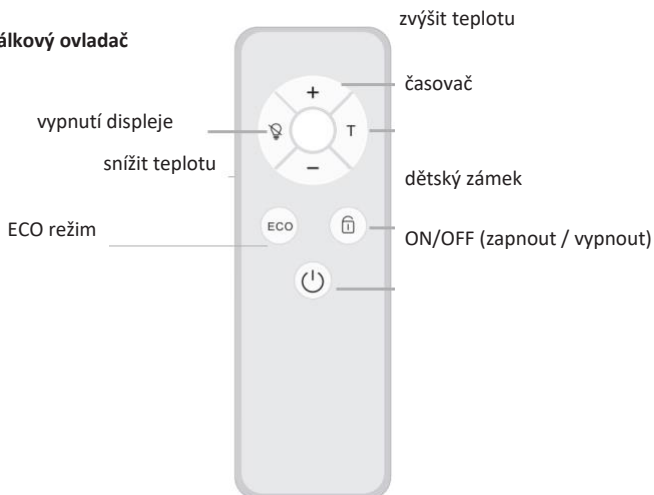 zvýšit teplotu
álkový ovladač
+
časovač
vypnutí displeje
T
snížit teplotu
−
dětský zámek
ECO režim
ECO
ON/OFF (zapnout / vypnout)